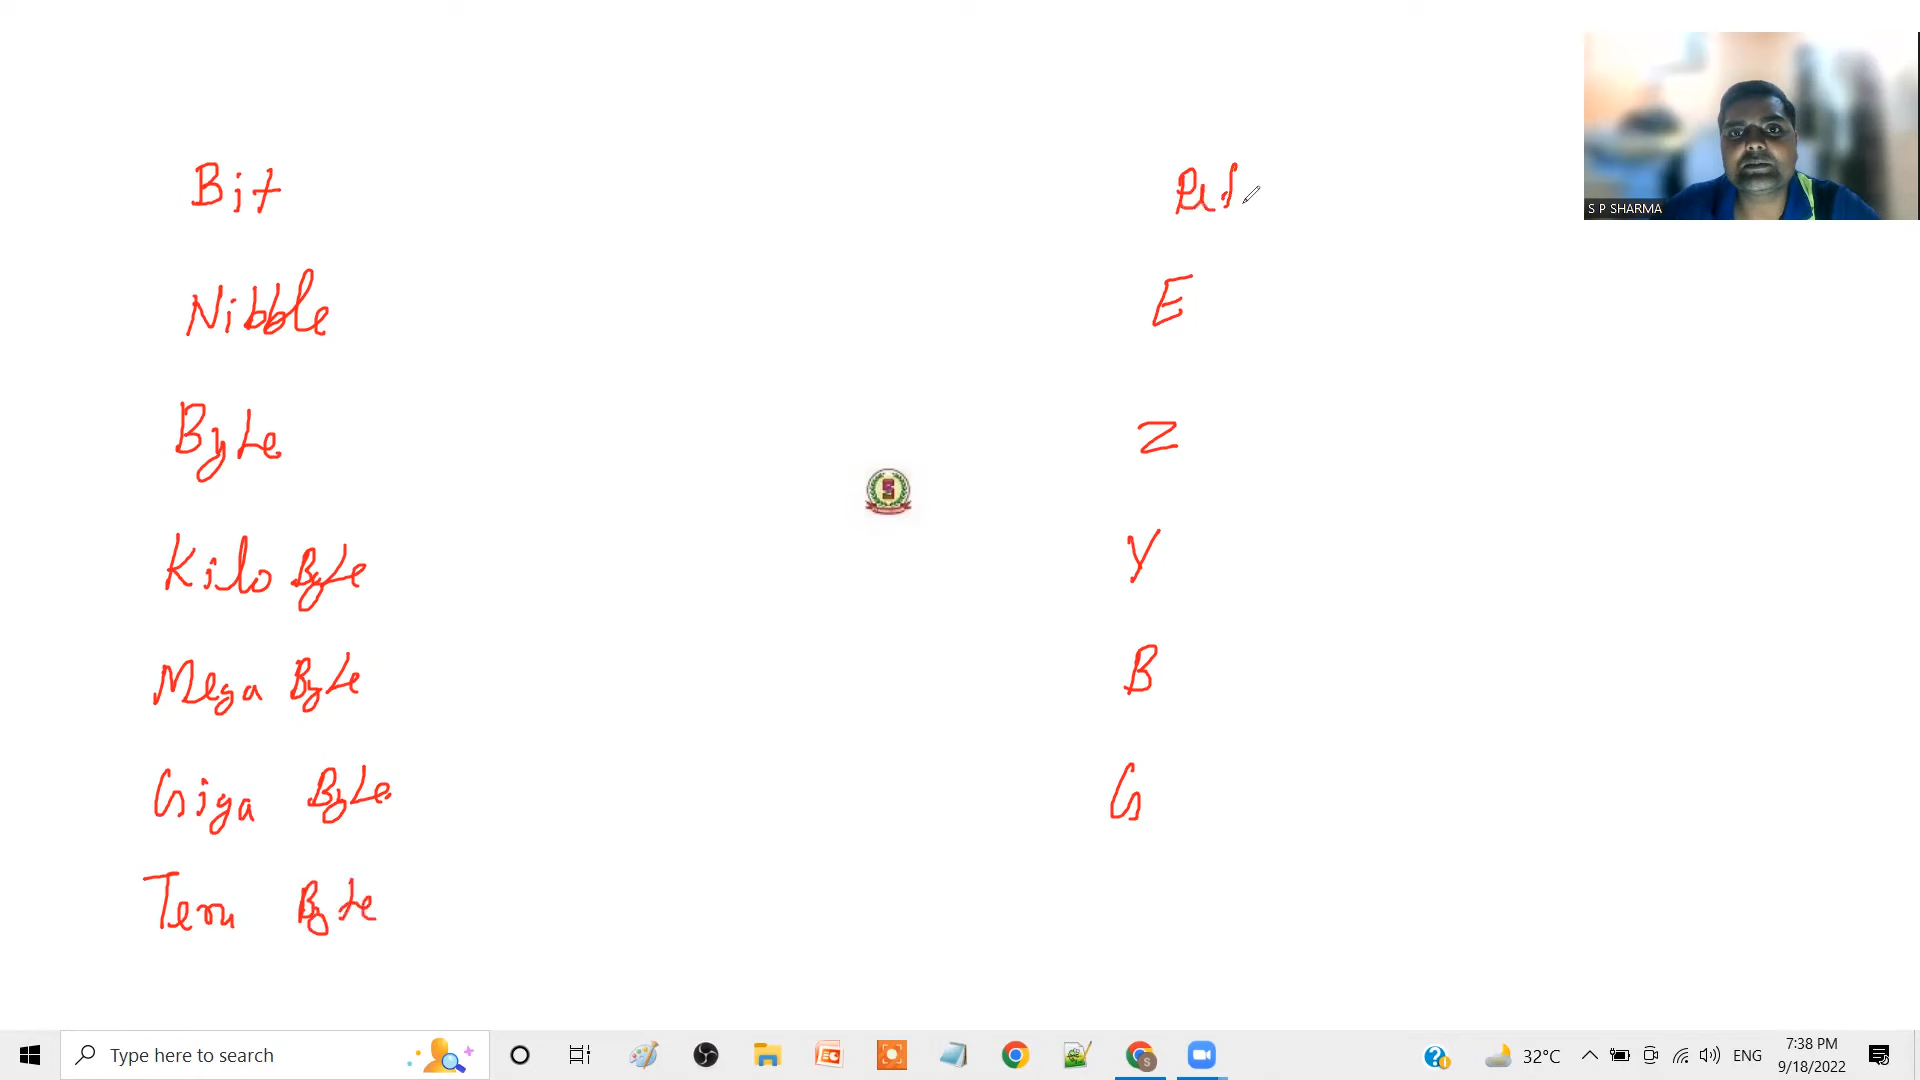 Bit
Nibble
Byte
Kilo Byte
Mega Byte
Giga Byte
Tera Byte
E
Z
Y
B
G
S P SHARMA
Type here to search
32°C
ENG
7:38 PM
9/18/2022